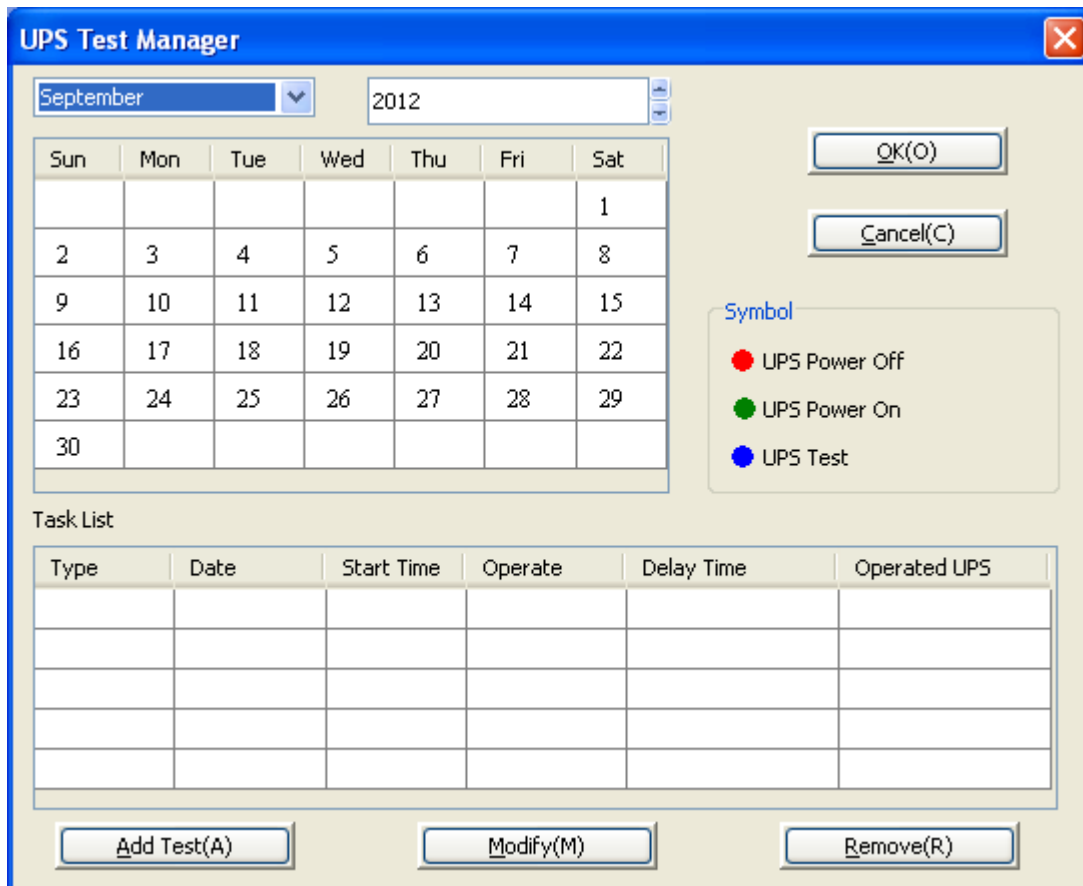 UPS Test Manager
September 2012
Sun Mon Tue Wed Thu Fri Sat
1
2 3 4 5 6 7 8
9 10 11 12 13 14 15
16 17 18 19 20 21 22
23 24 25 26 27 28 29
30
OK(O)
Cancel(C)
Symbol
UPS Power Off
UPS Power On
UPS Test
Task List
Type Date Start Time Operate Delay Time Operated UPS
Add Test(A) Modify(M) Remove(R)